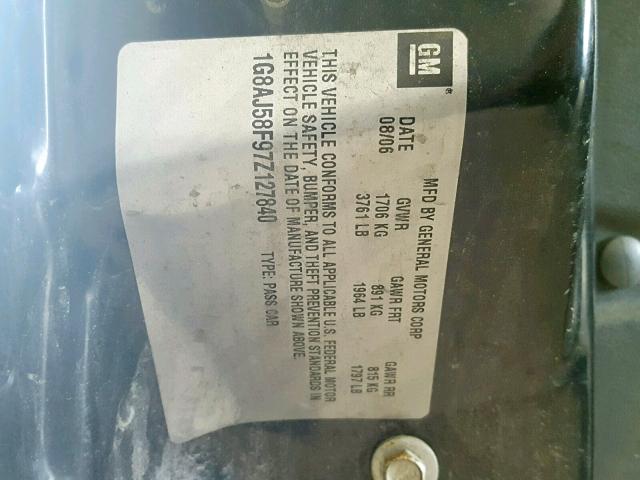 GM
MFD BY GENERAL MOTORS CORP
DATE GVWR GAWR FRT GAWR RR
08/06 1706 KG 891 KG 815 KG
3761 LB 1964 LB 1797 LB
THIS VEHICLE CONFORMS TO ALL APPLICABLE U.S. FEDERAL MOTOR
VEHICLE SAFETY, BUMPER, AND THEFT PREVENTION STANDARDS IN
EFFECT ON THE DATE OF MANUFACTURE SHOWN ABOVE.
1G8AJ58F97Z127840 TYPE: PASS CAR